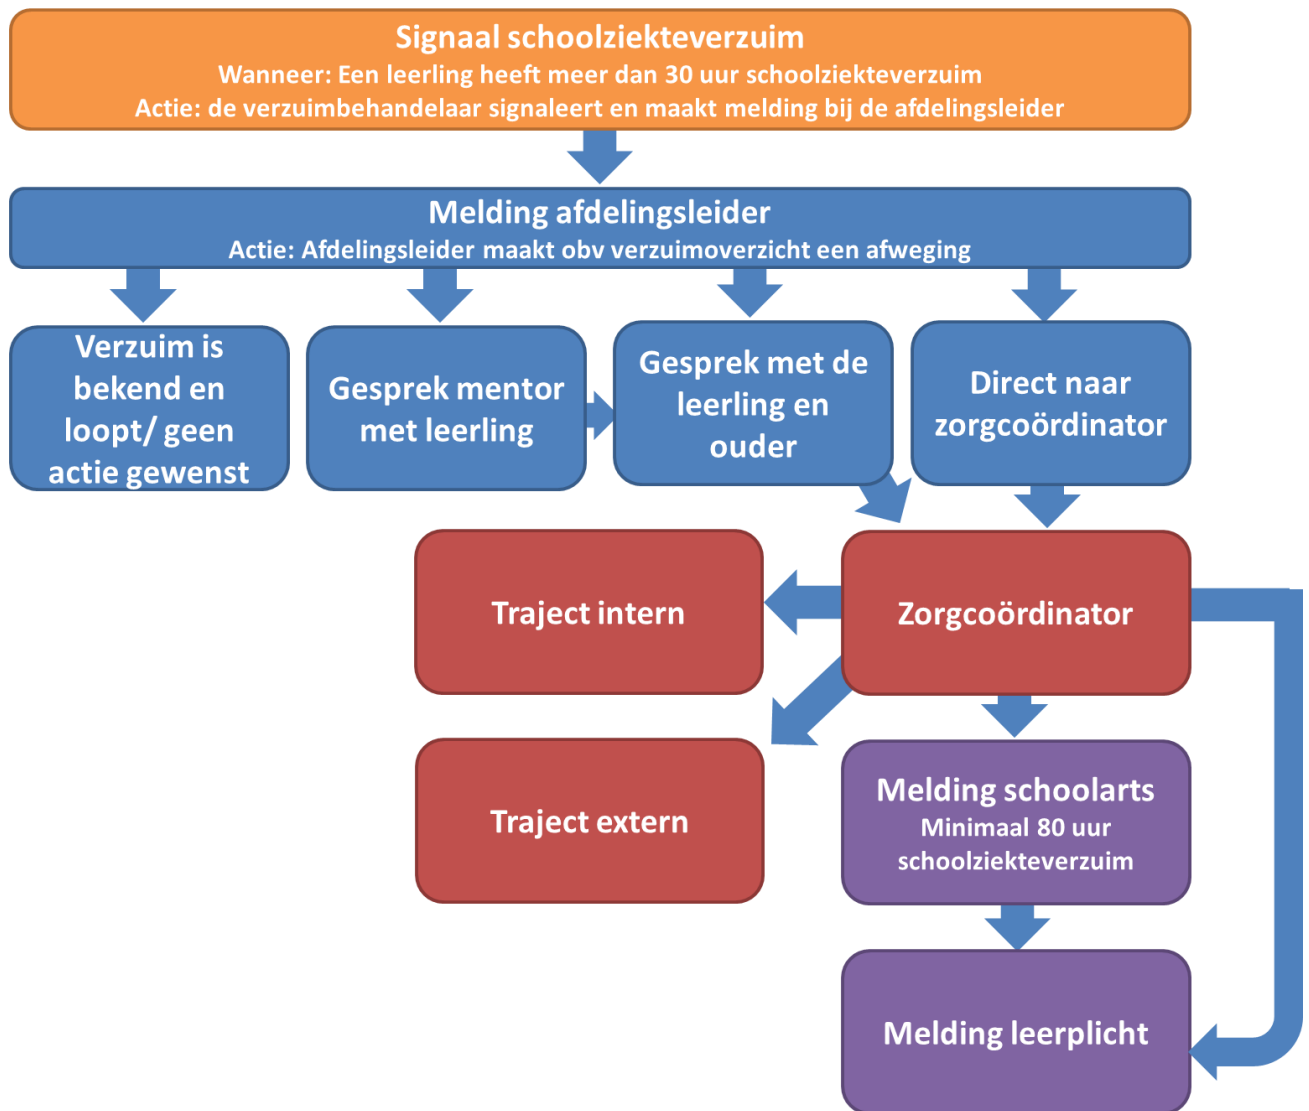 Signaal schoolziekteverzuim
Wanneer: Een leerling heeft meer dan 30 uur schoolziekteverzuim
Actie: de verzuimbehandelaar signaleert en maakt melding bij de afdelingsleider
Melding afdelingsleider
Actie: Afdelingsleider maakt obv verzuimoverzicht een afweging
Verzuim is
bekend en
loopt/ geen
actie gewenst
Gesprek mentor
met leerling
Gesprek met de
leerling en
ouder
Direct naar
zorgcoördinator
Traject intern
Zorgcoördinator
Traject extern
Melding schoolarts
Minimaal 80 uur
schoolziekteverzuim
Melding leerplicht